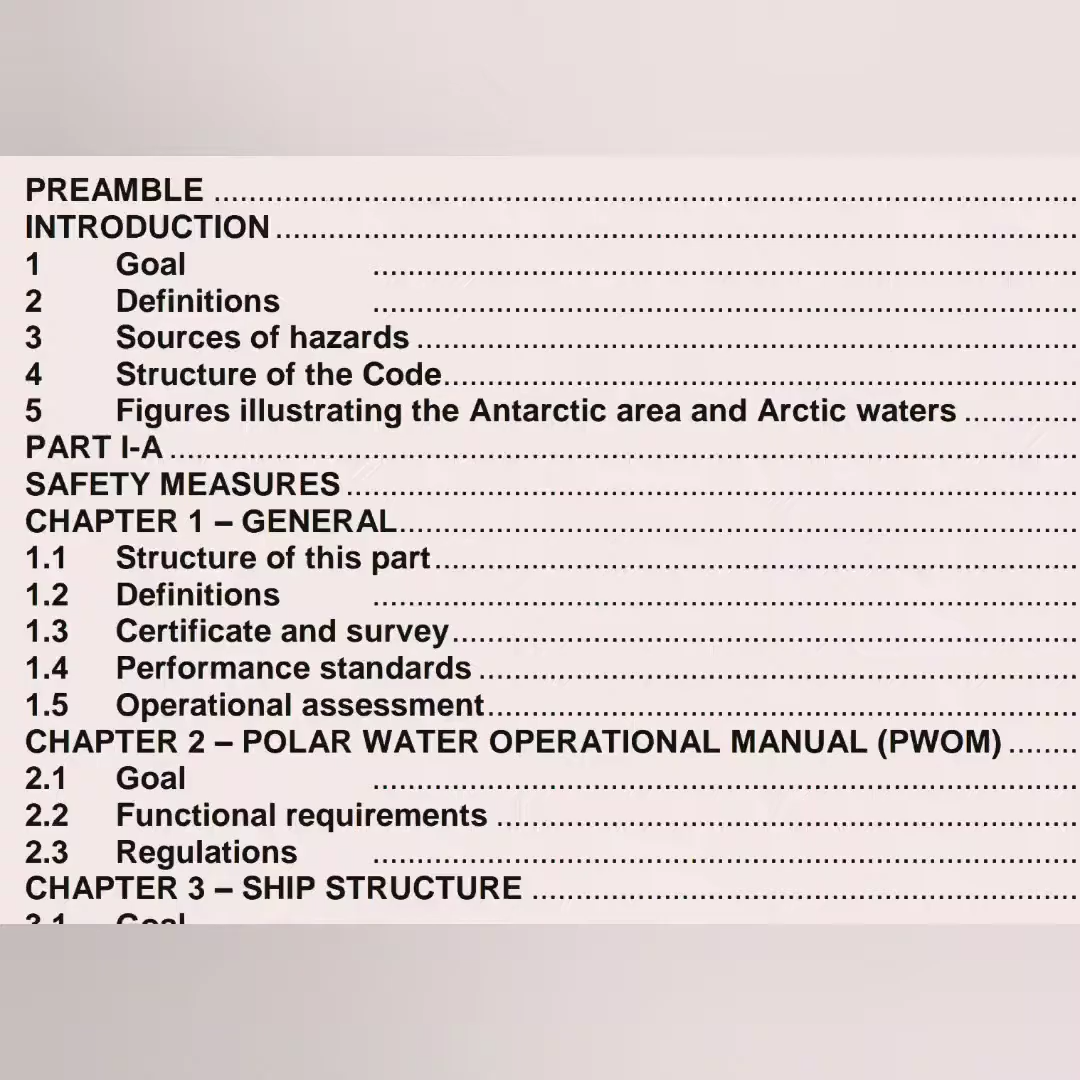 PREAMBLE ................................................................................
INTRODUCTION ................................................................................
1 Goal ................................................................................
2 Definitions ................................................................................
3 Sources of hazards ................................................................................
4 Structure of the Code ................................................................................
5 Figures illustrating the Antarctic area and Arctic waters ............
PART I-A ................................................................................
SAFETY MEASURES ................................................................................
CHAPTER 1 – GENERAL ................................................................................
1.1 Structure of this part ................................................................................
1.2 Definitions ................................................................................
1.3 Certificate and survey ................................................................................
1.4 Performance standards ................................................................................
1.5 Operational assessment ................................................................................
CHAPTER 2 – POLAR WATER OPERATIONAL MANUAL (PWOM) ........
2.1 Goal ................................................................................
2.2 Functional requirements ................................................................................
2.3 Regulations ................................................................................
CHAPTER 3 – SHIP STRUCTURE ................................................................................
3.1 Goal